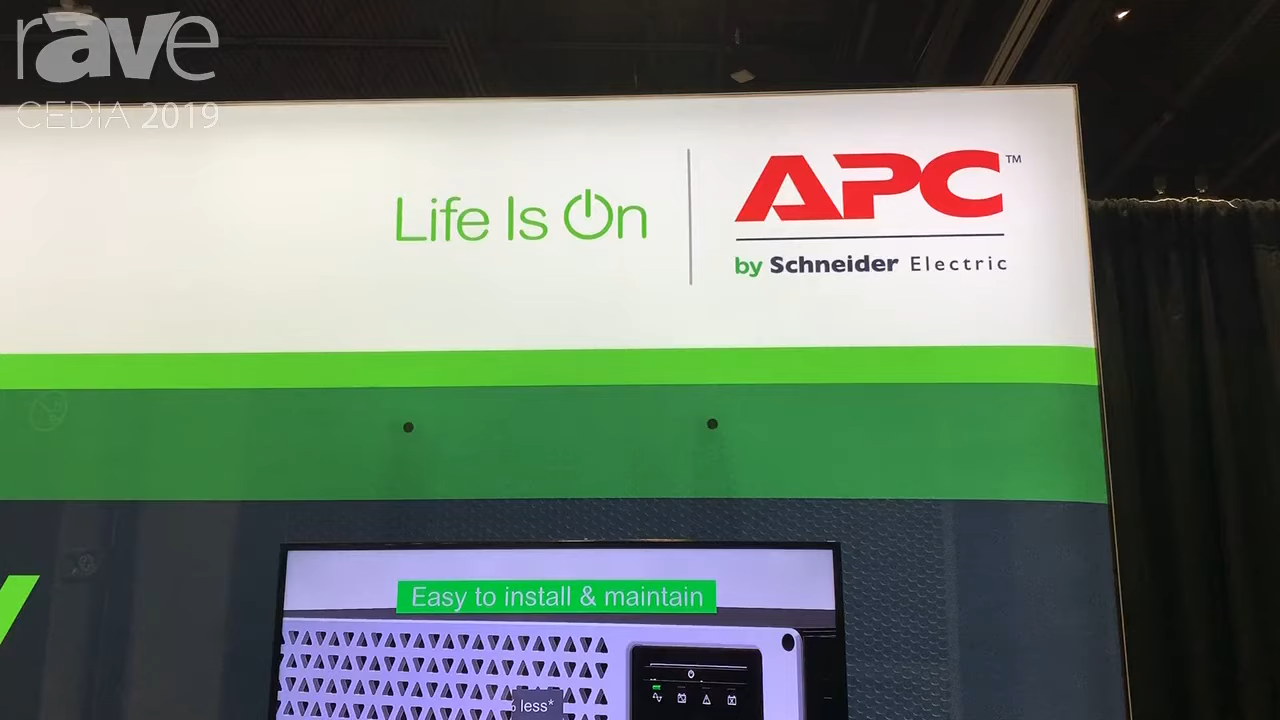 rAVe
CEDIA 2019
Life Is On
APC™
by Schneider Electric
Easy to install & maintain
less*